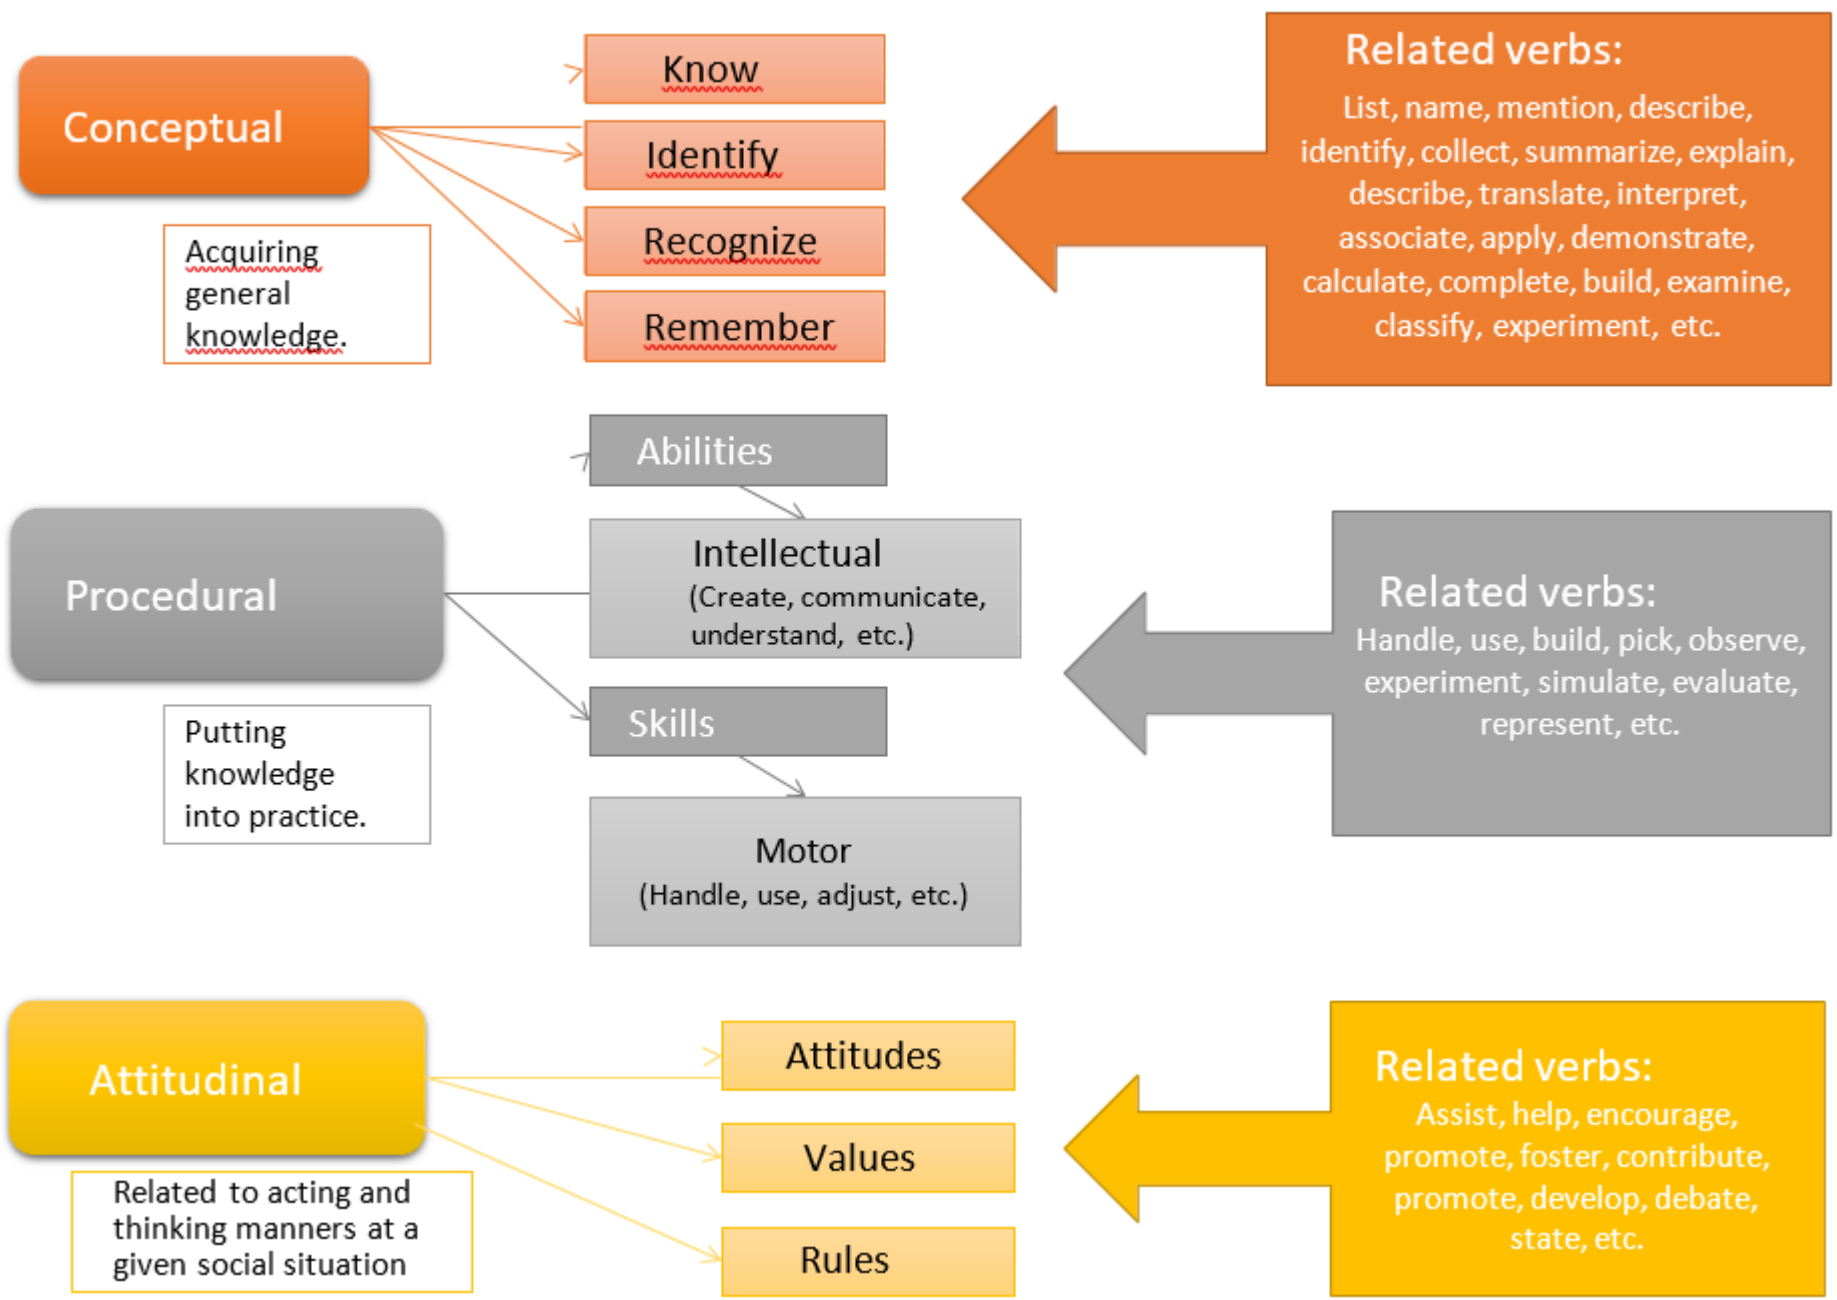 Conceptual
Acquiring
general
knowledge.
Know
Identify
Recognize
Remember
Related verbs:
List, name, mention, describe,
identify, collect, summarize, explain,
describe, translate, interpret,
associate, apply, demonstrate,
calculate, complete, build, examine,
classify, experiment, etc.
Procedural
Putting
knowledge
into practice.
Abilities
Intellectual
(Create, communicate,
understand, etc.)
Skills
Motor
(Handle, use, adjust, etc.)
Related verbs:
Handle, use, build, pick, observe,
experiment, simulate, evaluate,
represent, etc.
Attitudinal
Related to acting and
thinking manners at a
given social situation
Attitudes
Values
Rules
Related verbs:
Assist, help, encourage,
promote, foster, contribute,
promote, develop, debate,
state, etc.